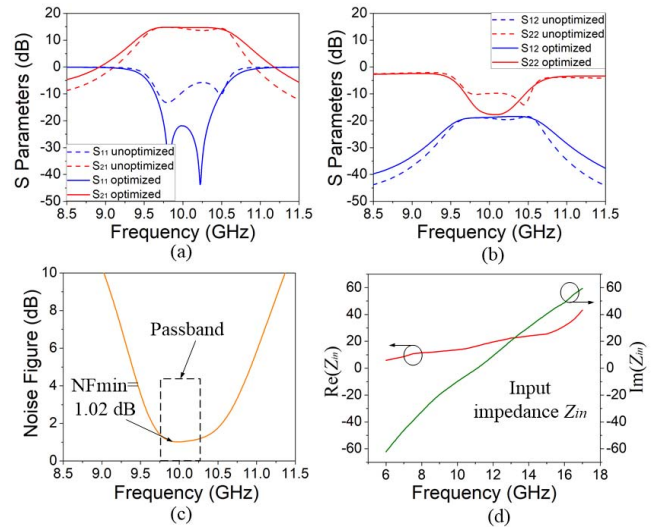 S Parameters (dB)
20
10
0
-10
-20
-30
-40
-50
S11 unoptimized
S21 unoptimized
S11 optimized
S21 optimized
8.5 9.0 9.5 10.0 10.5 11.0 11.5
Frequency (GHz)
(a)
S Parameters (dB)
20
10
0
-10
-20
-30
-40
-50
S12 unoptimized
S22 unoptimized
S12 optimized
S22 optimized
8.5 9.0 9.5 10.0 10.5 11.0 11.5
Frequency (GHz)
(b)
Noise Figure (dB)
10
8
6
4
2
0
Passband
NFmin=
1.02 dB
8.5 9.0 9.5 10.0 10.5 11.0 11.5
Frequency (GHz)
(c)
Re(Zin)
60
40
20
0
-20
-40
-60
Input
impedance Zin
60
40
20
0
-20
-40
-60
Im(Zin)
6 8 10 12 14 16 18
Frequency (GHz)
(d)